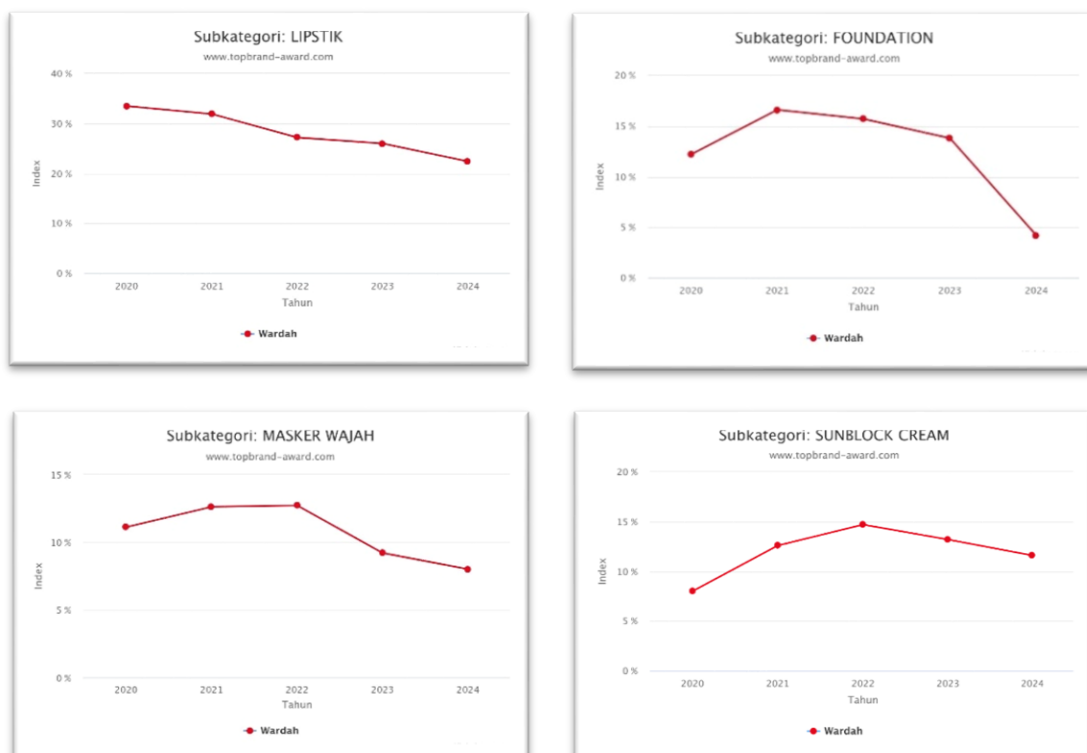 Subkategori: LIPSTIK
www.topbrand-award.com
40 %
30 %
20 %
10 %
0 %
Index
2020 2021 2022 2023 2024
Tahun
Wardah
Subkategori: FOUNDATION
www.topbrand-award.com
20 %
15 %
10 %
5 %
0 %
Index
2020 2021 2022 2023 2024
Tahun
Wardah
Subkategori: MASKER WAJAH
www.topbrand-award.com
15 %
10 %
5 %
0 %
Index
2020 2021 2022 2023 2024
Tahun
Wardah
Subkategori: SUNBLOCK CREAM
www.topbrand-award.com
20 %
15 %
10 %
5 %
0 %
Index
2020 2021 2022 2023 2024
Tahun
Wardah